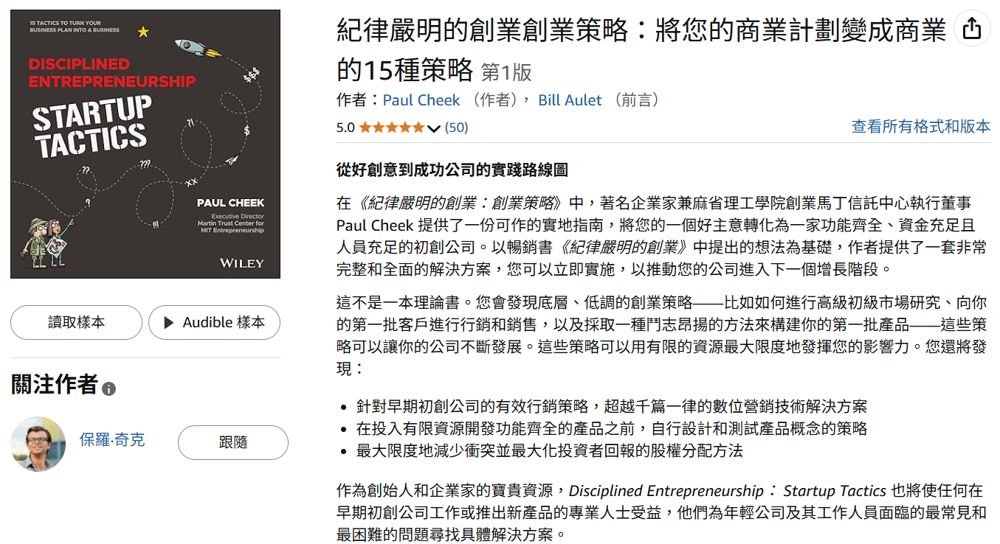 15 TACTICS TO TURN YOUR
BUSINESS PLAN INTO A BUSINESS
DISCIPLINED
ENTREPRENEURSHIP
STARTUP
TACTICS
$$$
?!
$
??
???
XX
?
!!!
PAUL CHEEK
Executive Director
Martin Trust Center for
MIT Entrepreneurship
WILEY
讀取樣本
Audible 樣本
關注作者
保羅·奇克
跟隨
紀律嚴明的創業創業策略：將您的商業計劃變成商業
的15種策略 第1版
作者：Paul Cheek （作者）， Bill Aulet （前言）
5.0 (50)
查看所有格式和版本
從好創意到成功公司的實踐路線圖
在《紀律嚴明的創業：創業策略》中，著名企業家兼麻省理工學院創業馬丁信託中心執行董事
Paul Cheek 提供了一份可作的實地指南，將您的一個好主意轉化為一家功能齊全、資金充足且
人員充足的初創公司。以暢銷書《紀律嚴明的創業》中提出的想法為基礎，作者提供了一套非常
完整和全面的解決方案，您可以立即實施，以推動您的公司進入下一個增長階段。
這不是一本理論書。您會發現底層、低調的創業策略——比如如何進行高級初級市場研究、向你
的第一批客戶進行行銷和銷售，以及採取一種鬥志昂揚的方法來構建你的第一批產品——這些策
略可以讓你的公司不斷發展。這些策略可以用有限的資源最大限度地發揮您的影響力。您還將發
現：
• 針對早期初創公司的有效行銷策略，超越千篇一律的數位營銷技術解決方案
• 在投入有限資源開發功能齊全的產品之前，自行設計和測試產品概念的策略
• 最大限度地減少衝突並最大化投資者回報的股權分配方法
作為創始人和企業家的寶貴資源，Disciplined Entrepreneurship： Startup Tactics 也將使任何在
早期初創公司工作或推出新產品的專業人士受益，他們為年輕公司及其工作人員面臨的最常見和
最困難的問題尋找具體解決方案。